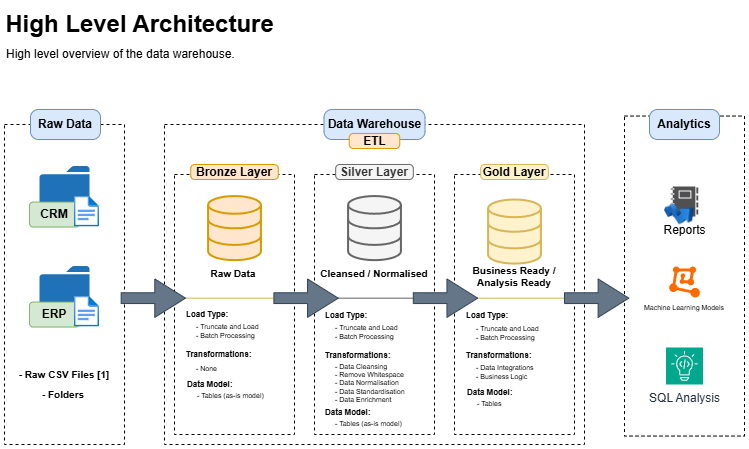 High Level Architecture
High level overview of the data warehouse.
Raw Data
CRM
ERP
- Raw CSV Files [1]
- Folders
Data Warehouse
ETL
Bronze Layer
Raw Data
Load Type:
- Truncate and Load
- Batch Processing
Transformations:
- None
Data Model:
- Tables (as-is model)
Silver Layer
Cleansed / Normalised
Load Type:
- Truncate and Load
- Batch Processing
Transformations:
- Data Cleansing
- Remove Whitespace
- Data Normalisation
- Data Standardisation
- Data Enrichment
Data Model:
- Tables (as-is model)
Gold Layer
Business Ready /
Analysis Ready
Load Type:
- Truncate and Load
- Batch Processing
Transformations:
- Data Integrations
- Business Logic
Data Model:
- Tables
Analytics
Reports
Machine Learning Models
SQL Analysis